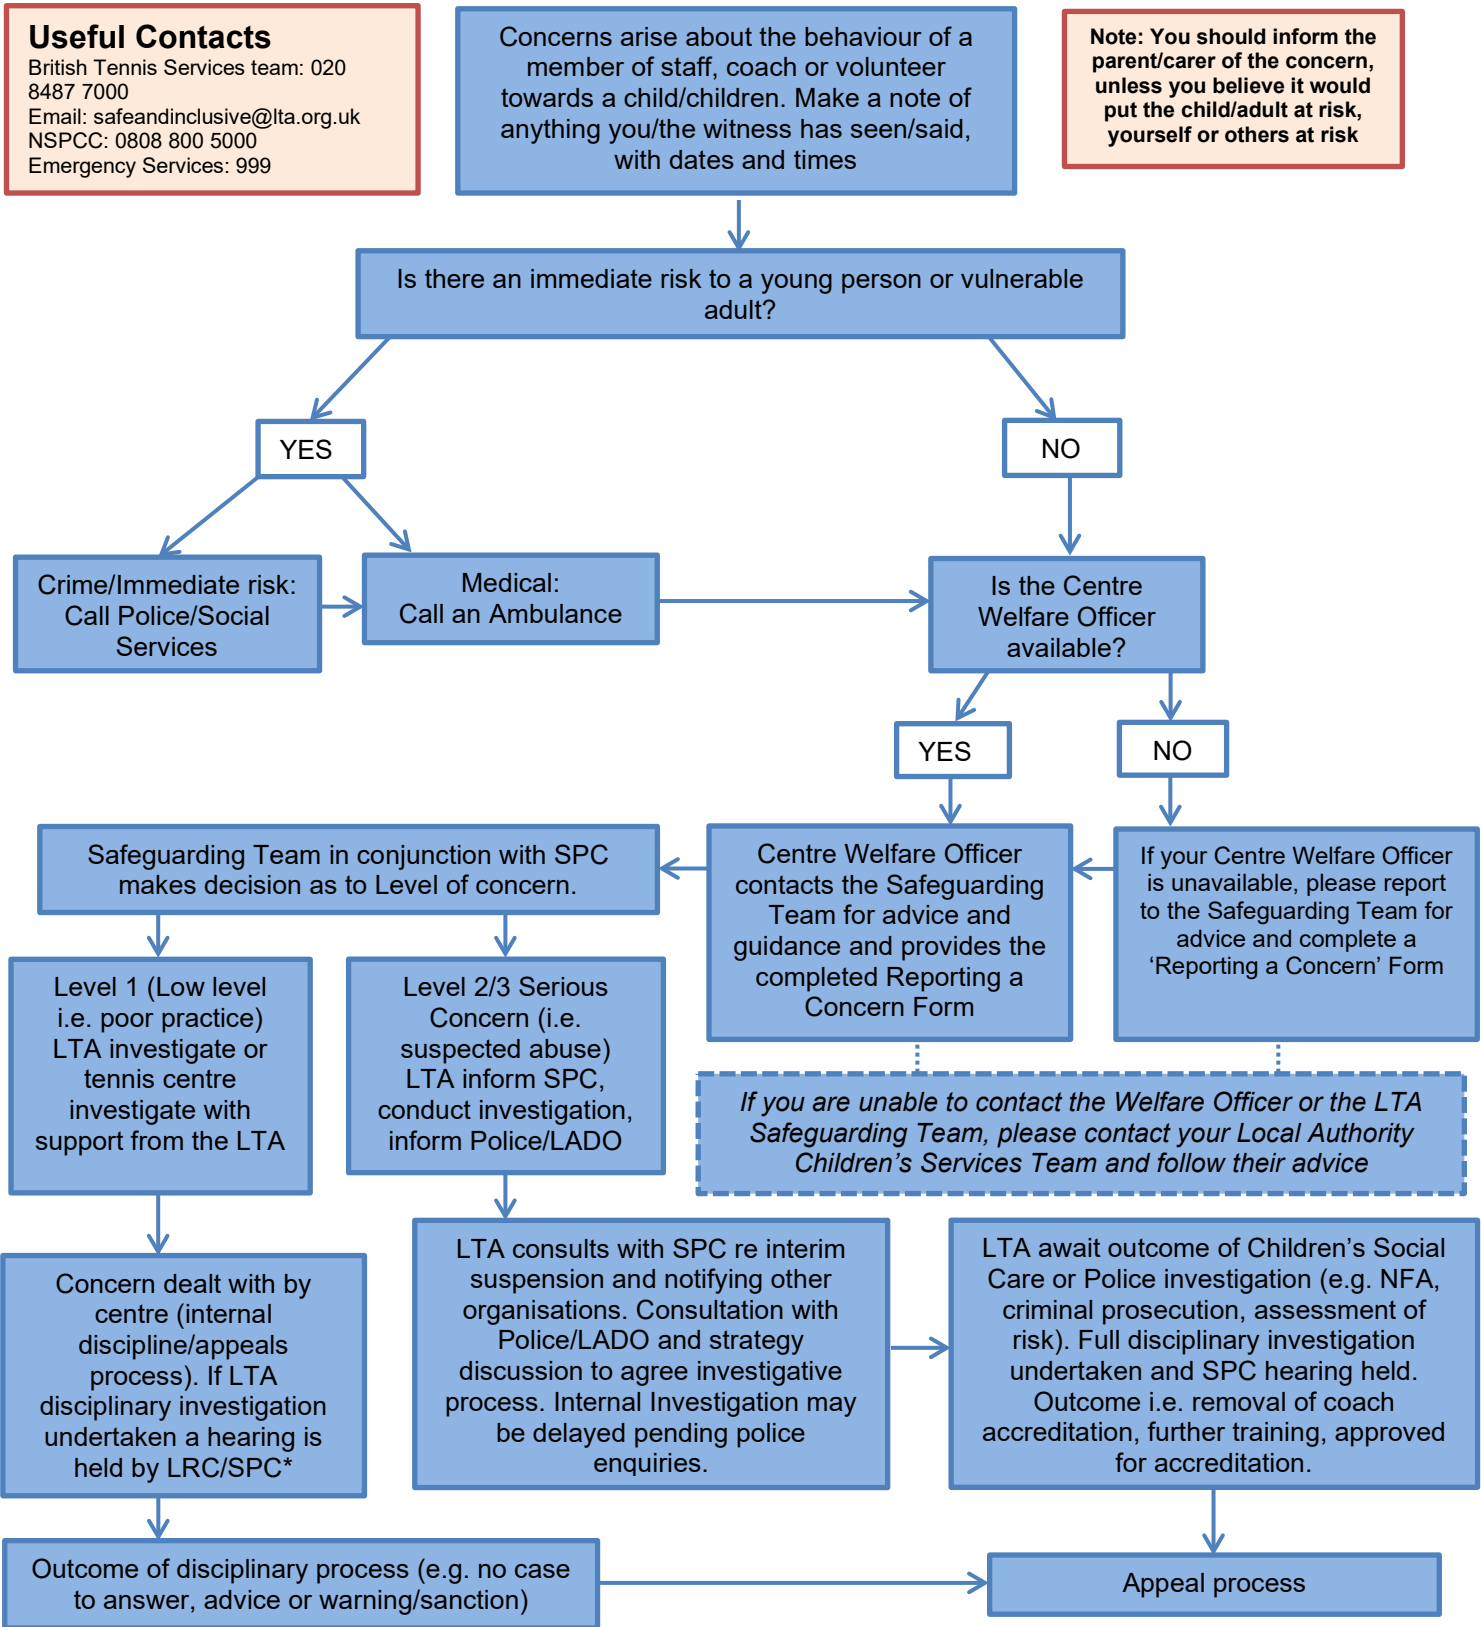 Useful Contacts
British Tennis Services team: 020
8487 7000
Email: safeandinclusive@lta.org.uk
NSPCC: 0808 800 5000
Emergency Services: 999
Concerns arise about the behaviour of a
member of staff, coach or volunteer
towards a child/children. Make a note of
anything you/the witness has seen/said,
with dates and times
Note: You should inform the
parent/carer of the concern,
unless you believe it would
put the child/adult at risk,
yourself or others at risk
Is there an immediate risk to a young person or vulnerable
adult?
YES
NO
Crime/Immediate risk:
Call Police/Social
Services
Medical:
Call an Ambulance
Is the Centre
Welfare Officer
available?
YES
NO
Safeguarding Team in conjunction with SPC
makes decision as to Level of concern.
Centre Welfare Officer
contacts the Safeguarding
Team for advice and
guidance and provides the
completed Reporting a
Concern Form
If your Centre Welfare Officer
is unavailable, please report
to the Safeguarding Team for
advice and complete a
‘Reporting a Concern’ Form
Level 1 (Low level
i.e. poor practice)
LTA investigate or
tennis centre
investigate with
support from the LTA
Level 2/3 Serious
Concern (i.e.
suspected abuse)
LTA inform SPC,
conduct investigation,
inform Police/LADO
If you are unable to contact the Welfare Officer or the LTA
Safeguarding Team, please contact your Local Authority
Children’s Services Team and follow their advice
Concern dealt with by
centre (internal
discipline/appeals
process). If LTA
disciplinary investigation
undertaken a hearing is
held by LRC/SPC*
LTA consults with SPC re interim
suspension and notifying other
organisations. Consultation with
Police/LADO and strategy
discussion to agree investigative
process. Internal Investigation may
be delayed pending police
enquiries.
LTA await outcome of Children’s Social
Care or Police investigation (e.g. NFA,
criminal prosecution, assessment of
risk). Full disciplinary investigation
undertaken and SPC hearing held.
Outcome i.e. removal of coach
accreditation, further training, approved
for accreditation.
Outcome of disciplinary process (e.g. no case
to answer, advice or warning/sanction)
Appeal process